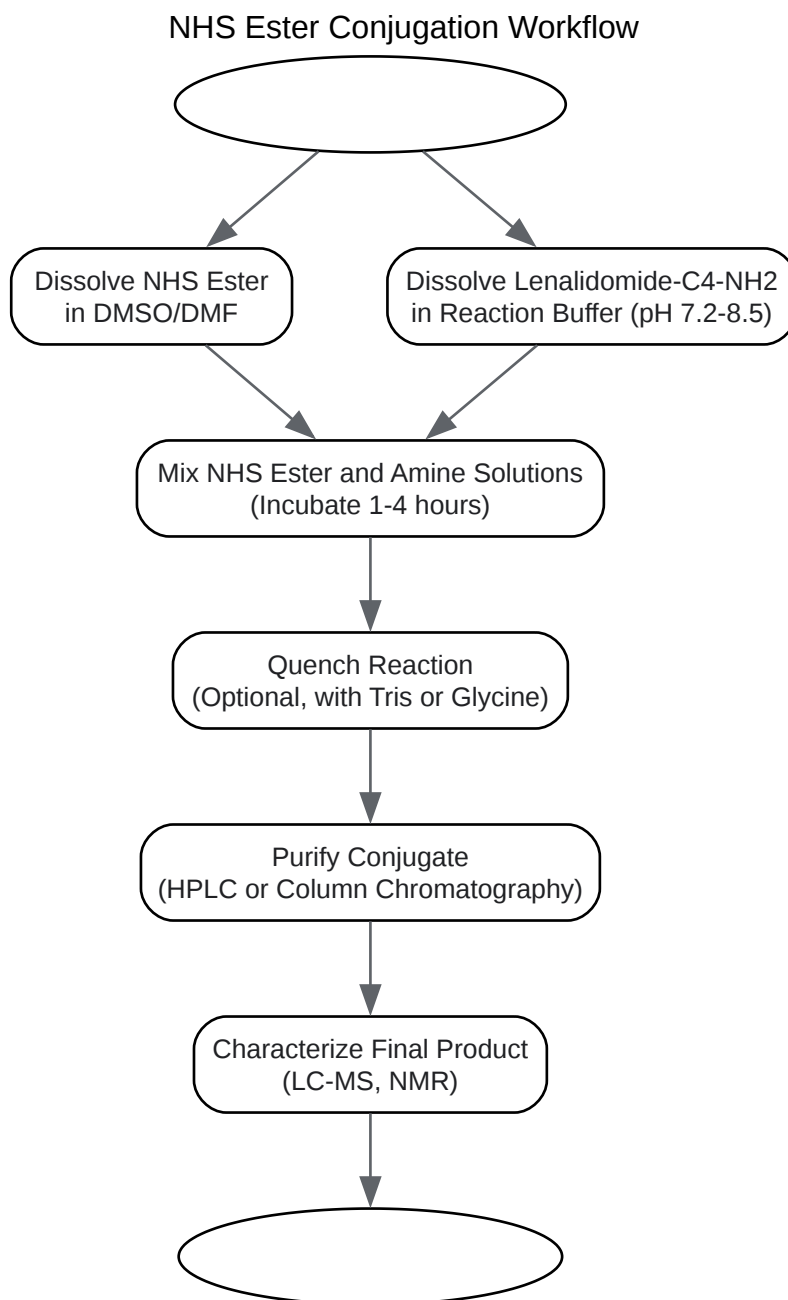 NHS Ester Conjugation Workflow
Dissolve NHS Ester
in DMSO/DMF
Dissolve Lenalidomide-C4-NH2
in Reaction Buffer (pH 7.2-8.5)
Mix NHS Ester and Amine Solutions
(Incubate 1-4 hours)
Quench Reaction
(Optional, with Tris or Glycine)
Purify Conjugate
(HPLC or Column Chromatography)
Characterize Final Product
(LC-MS, NMR)